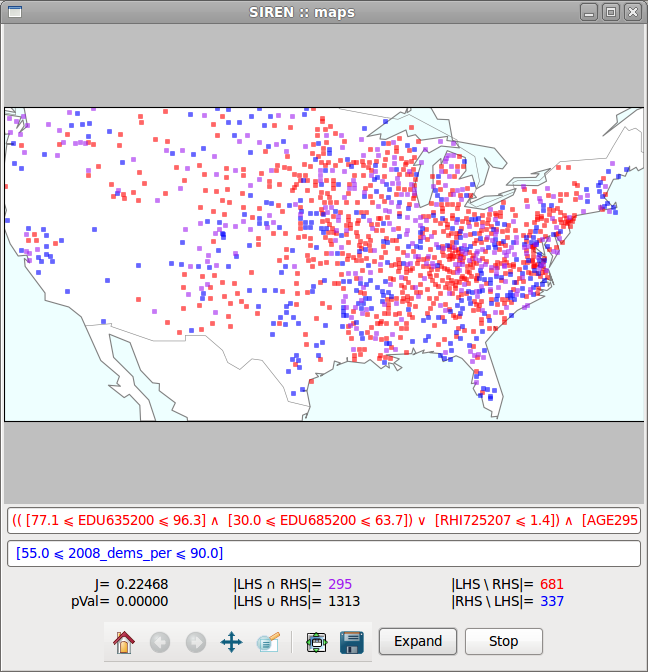 SIREN :: maps
(( [77.1 ⩽ EDU635200 ⩽ 96.3] ∧ [30.0 ⩽ EDU685200 ⩽ 63.7]) ∨ [RHI725207 ⩽ 1.4]) ∧ [AGE295
[55.0 ⩽ 2008_dems_per ⩽ 90.0]
J= 0.22468 |LHS ∩ RHS|= 295 |LHS \ RHS|= 681
pVal= 0.00000 |LHS ∪ RHS|= 1313 |RHS \ LHS|= 337
Expand Stop